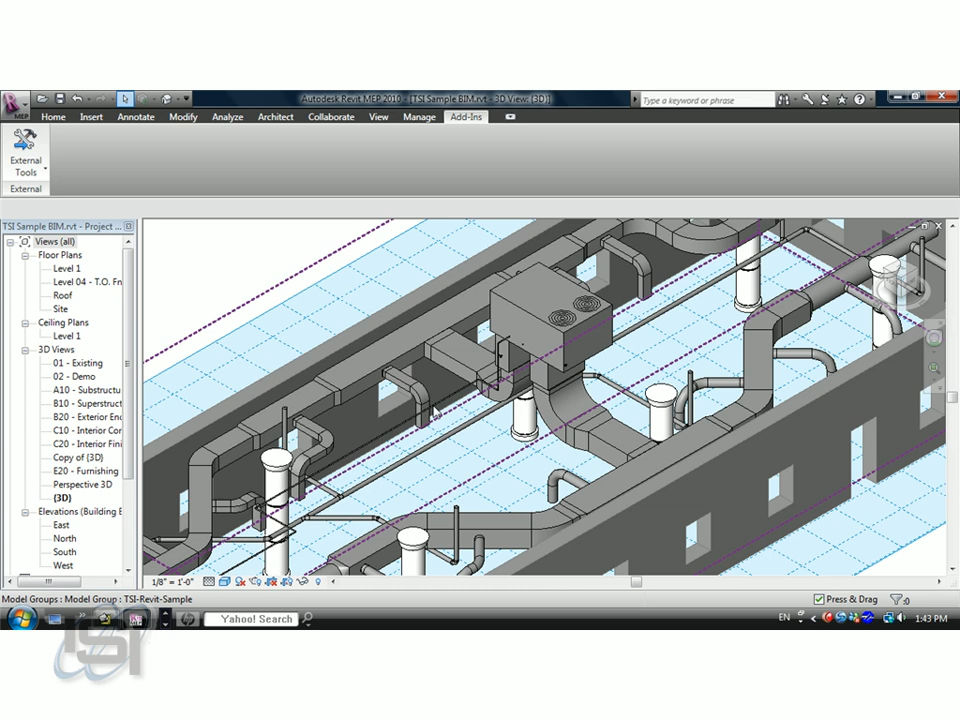 Autodesk Revit MEP 2010 - [TSI Sample BIM.rvt - 3D View: {3D}]
Type a keyword or phrase
MEP
Home Insert Annotate Modify Analyze Architect Collaborate View Manage Add-Ins
External
Tools
External
TSI Sample BIM.rvt - Project ...
Views (all)
Floor Plans
Level 1
Level 04 - T.O. Fn
Roof
Site
Ceiling Plans
Level 1
3D Views
01 - Existing
02 - Demo
A10 - Substructu
B10 - Superstruct
B20 - Exterior Enc
C10 - Interior Cor
C20 - Interior Fini
Copy of {3D}
E20 - Furnishing
Perspective 3D
{3D}
Elevations (Building E
East
North
South
West
1/8" = 1'-0"
Model Groups : Model Group : TSI-Revit-Sample
Press & Drag
:0
Yahoo! Search
EN
1:43 PM
TSI